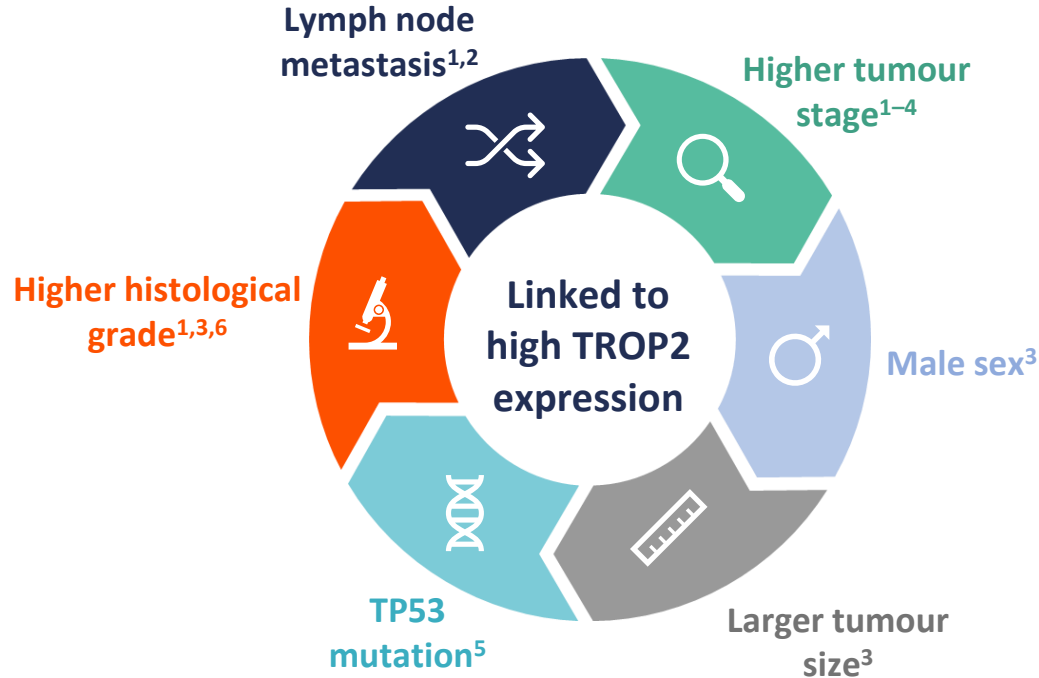 Lymph node
metastasis¹,²
Higher tumour
stage¹⁻⁴
Higher histological
grade¹,³,⁶
Linked to
high TROP2
expression
Male sex³
TP53
mutation⁵
Larger tumour
size³